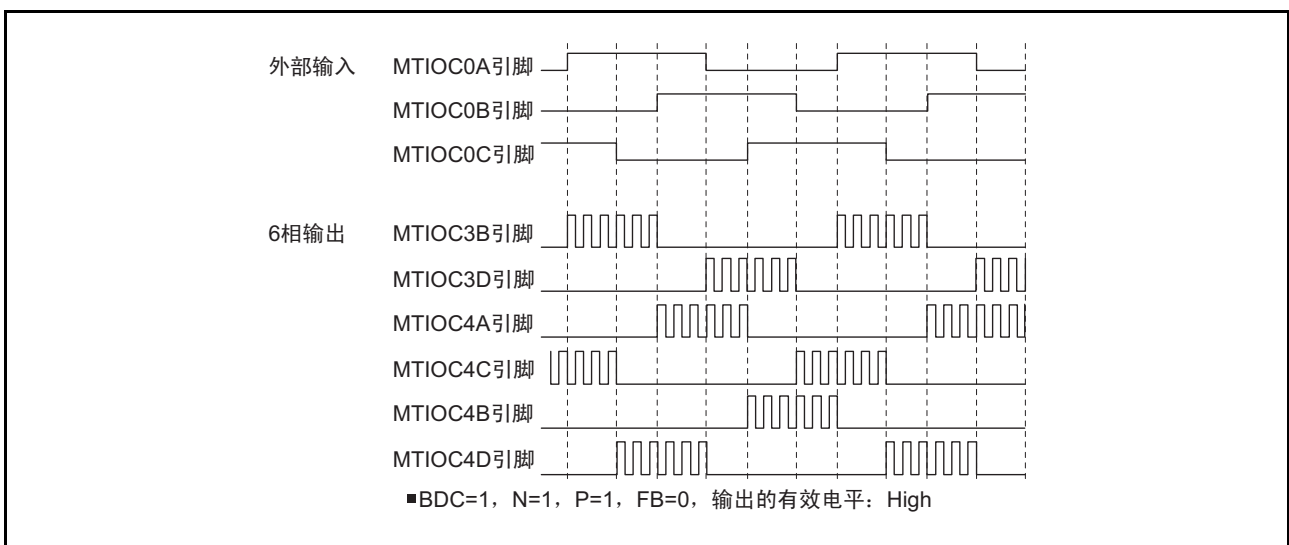 外部输入 MTIOC0A引脚
MTIOC0B引脚
MTIOC0C引脚
6相输出 MTIOC3B引脚
MTIOC3D引脚
MTIOC4A引脚
MTIOC4C引脚
MTIOC4B引脚
MTIOC4D引脚
■BDC=1，N=1，P=1，FB=0，输出的有效电平：High